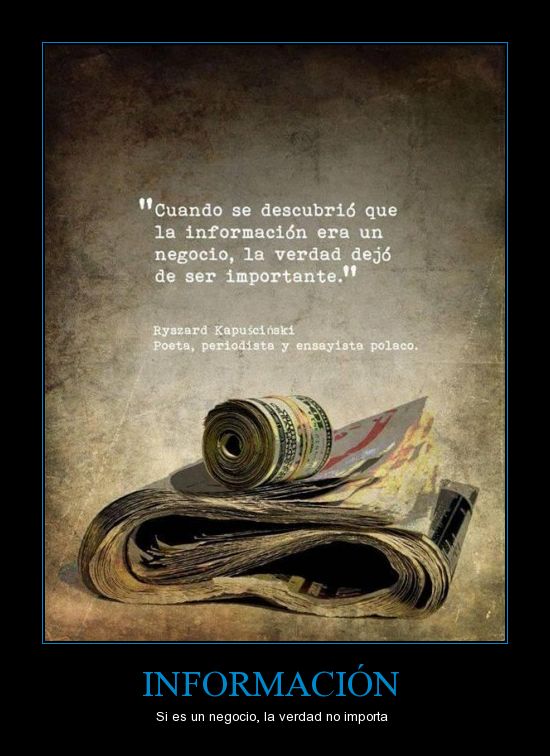 "Cuando se descubrió que
la información era un
negocio, la verdad dejó
de ser importante."
Ryszard Kapuściński
Poeta, periodista y ensayista polaco.
INFORMACIÓN
Si es un negocio, la verdad no importa